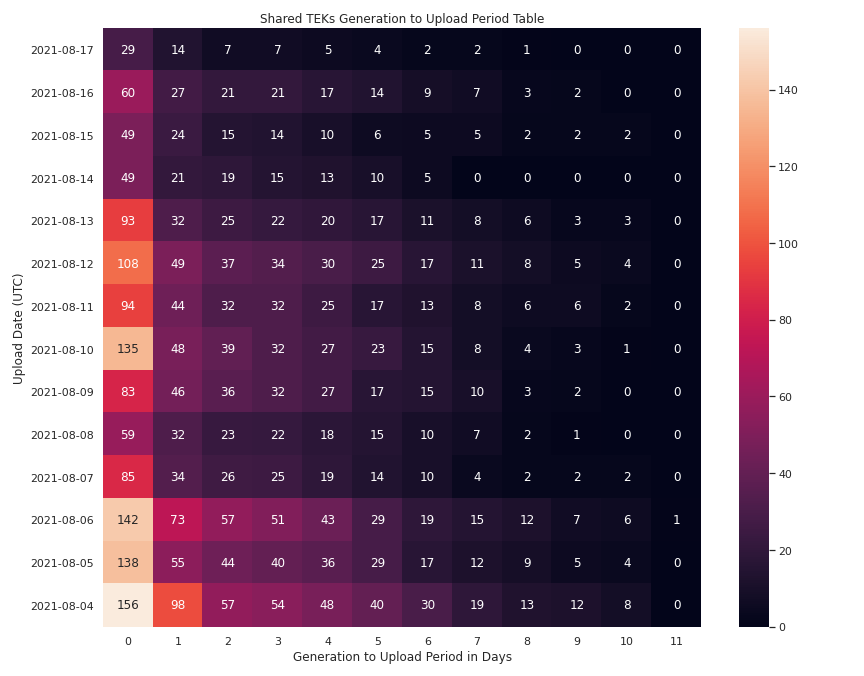 Shared TEKs Generation to Upload Period Table
Upload Date (UTC)
2021-08-17 29 14 7 7 5 4 2 2 1 0 0 0
2021-08-16 60 27 21 21 17 14 9 7 3 2 0 0
2021-08-15 49 24 15 14 10 6 5 5 2 2 2 0
2021-08-14 49 21 19 15 13 10 5 0 0 0 0 0
2021-08-13 93 32 25 22 20 17 11 8 6 3 3 0
2021-08-12 108 49 37 34 30 25 17 11 8 5 4 0
2021-08-11 94 44 32 32 25 17 13 8 6 6 2 0
2021-08-10 135 48 39 32 27 23 15 8 4 3 1 0
2021-08-09 83 46 36 32 27 17 15 10 3 2 0 0
2021-08-08 59 32 23 22 18 15 10 7 2 1 0 0
2021-08-07 85 34 26 25 19 14 10 4 2 2 2 0
2021-08-06 142 73 57 51 43 29 19 15 12 7 6 1
2021-08-05 138 55 44 40 36 29 17 12 9 5 4 0
2021-08-04 156 98 57 54 48 40 30 19 13 12 8 0
0 1 2 3 4 5 6 7 8 9 10 11
Generation to Upload Period in Days
140
120
100
80
60
40
20
0